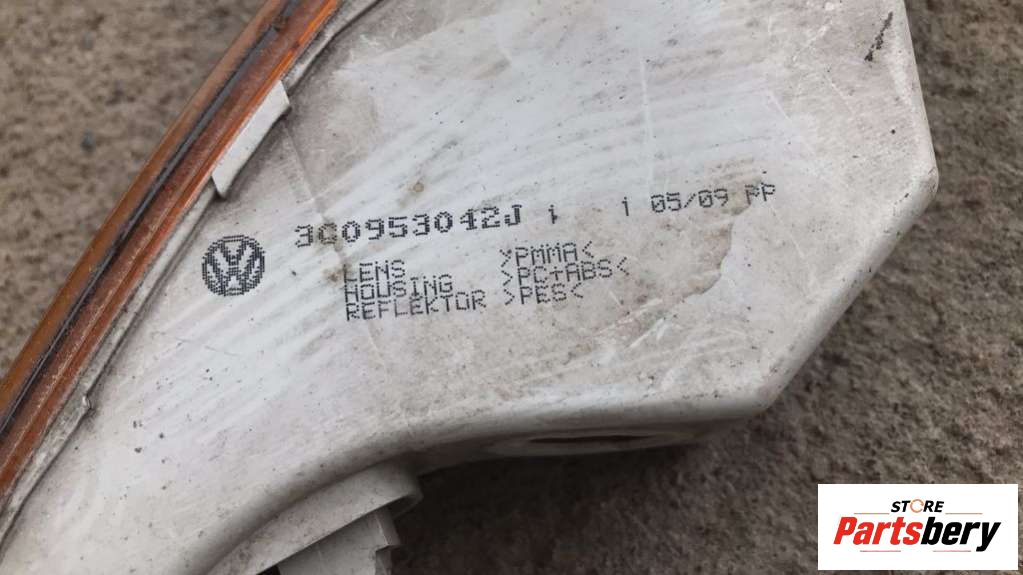 3C0953042J 05/09 PP
LENS >PMMA<
HOUSING >PC+ABS<
REFLEKTOR >PES<
STORE
Partsbery